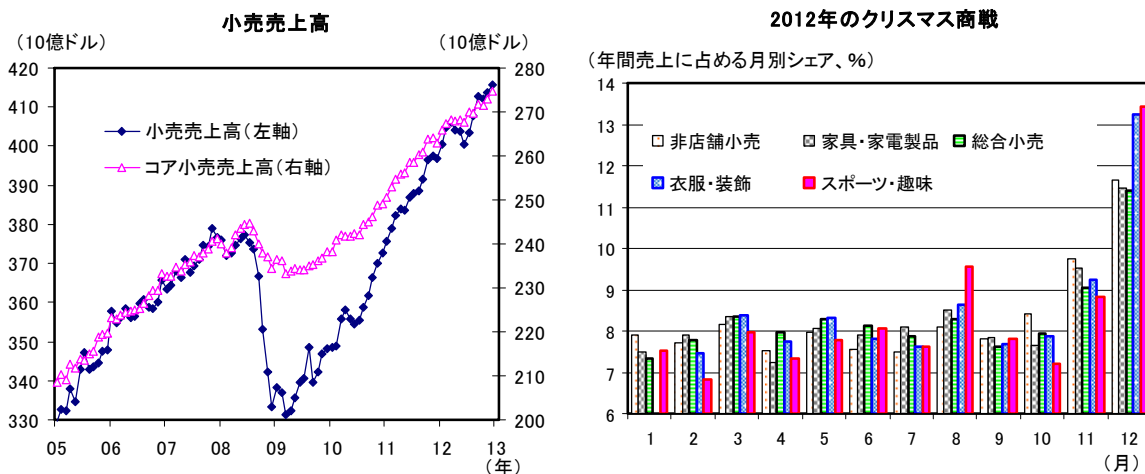 小売売上高
(10億ドル)
(10億ドル)
420
410
400
390
380
370
360
350
340
330
280
270
260
250
240
230
220
210
200
小売売上高(左軸)
コア小売売上高(右軸)
05 06 07 08 09 10 11 12 13
(年)
2012年のクリスマス商戦
(年間売上に占める月別シェア、%)
14
13
12
11
10
9
8
7
6
非店舗小売 家具・家電製品 総合小売
衣服・装飾 スポーツ・趣味
1 2 3 4 5 6 7 8 9 10 11 12
(月)